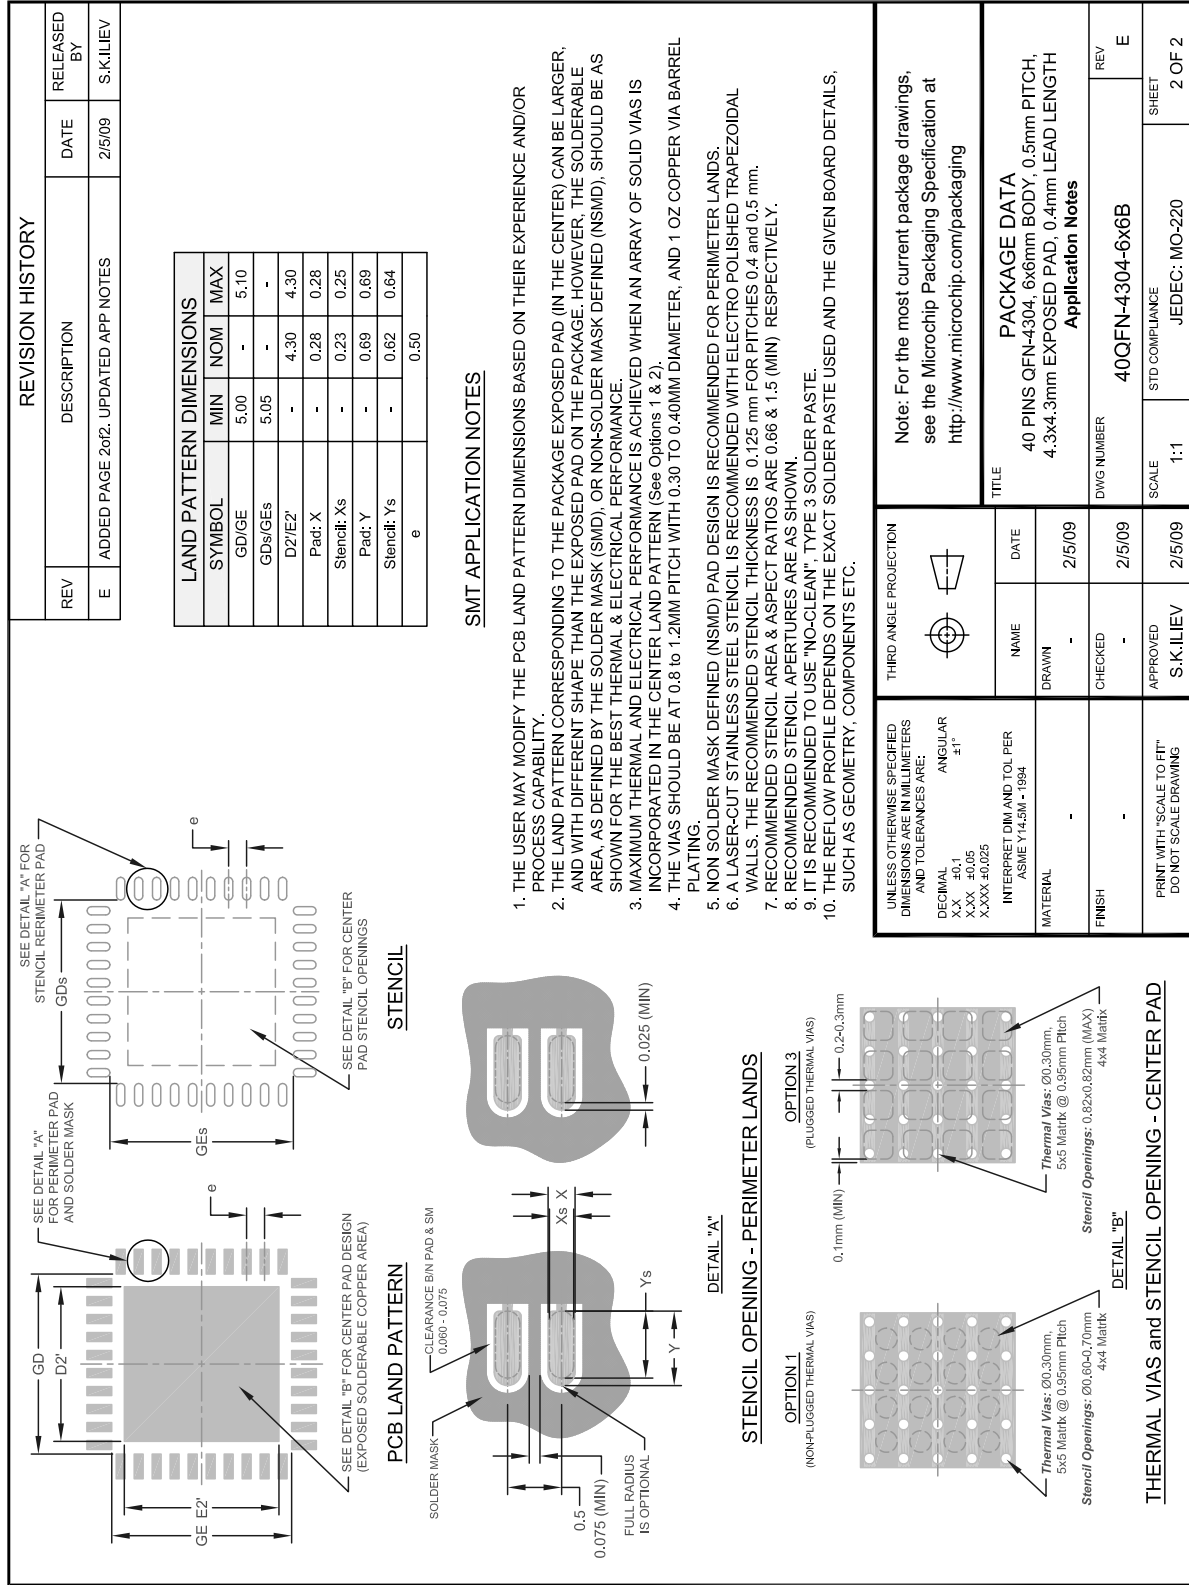 REVISION HISTORY
REV DESCRIPTION DATE RELEASED BY
E ADDED PAGE 2of2. UPDATED APP NOTES 2/5/09 S.K.ILIEV
SEE DETAIL "A"
FOR PERIMETER PAD
AND SOLDER MASK
GD
D2'
e
GE E2'
SEE DETAIL "B" FOR CENTER PAD DESIGN
(EXPOSED SOLDERABLE COPPER AREA)
PCB LAND PATTERN
SEE DETAIL "A" FOR
STENCIL RERIMETER PAD
GDs
e
GEs
SEE DETAIL "B" FOR CENTER
PAD STENCIL OPENINGS
STENCIL
LAND PATTERN DIMENSIONS
SYMBOL MIN NOM MAX
GD/GE 5.00 - 5.10
GDs/GEs 5.05 - -
D2'/E2' - 4.30 4.30
Pad: X - 0.28 0.28
Stencil: Xs - 0.23 0.25
Pad: Y - 0.69 0.69
Stencil: Ys - 0.62 0.64
e 0.50
SOLDER MASK
CLEARANCE B/N PAD & SM
0.060 - 0.075
0.5
0.075 (MIN)
FULL RADIUS
IS OPTIONAL
Xs X
Y
Ys
0.025 (MIN)
DETAIL "A"
STENCIL OPENING - PERIMETER LANDS
SMT APPLICATION NOTES
1. THE USER MAY MODIFY THE PCB LAND PATTERN DIMENSIONS BASED ON THEIR EXPERIENCE AND/OR
PROCESS CAPABILITY.
2. THE LAND PATTERN CORRESPONDING TO THE PACKAGE EXPOSED PAD (IN THE CENTER) CAN BE LARGER,
AND WITH DIFFERENT SHAPE THAN THE EXPOSED PAD ON THE PACKAGE. HOWEVER, THE SOLDERABLE
AREA, AS DEFINED BY THE SOLDER MASK (SMD), OR NON-SOLDER MASK DEFINED (NSMD), SHOULD BE AS
SHOWN FOR THE BEST THERMAL & ELECTRICAL PERFORMANCE.
3. MAXIMUM THERMAL AND ELECTRICAL PERFORMANCE IS ACHIEVED WHEN AN ARRAY OF SOLID VIAS IS
INCORPORATED IN THE CENTER LAND PATTERN (See Options 1 & 2).
4. THE VIAS SHOULD BE AT 0.8 to 1.2MM PITCH WITH 0.30 TO 0.40MM DIAMETER, AND 1 OZ COPPER VIA BARREL
PLATING.
5. NON SOLDER MASK DEFINED (NSMD) PAD DESIGN IS RECOMMENDED FOR PERIMETER LANDS.
6. A LASER-CUT STAINLESS STEEL STENCIL IS RECOMMENDED WITH ELECTRO POLISHED TRAPEZOIDAL
WALLS. THE RECOMMENDED STENCIL THICKNESS IS 0.125 mm FOR PITCHES 0.4 and 0.5 mm.
7. RECOMMENDED STENCIL AREA & ASPECT RATIOS ARE 0.66 & 1.5 (MIN) RESPECTIVELY.
8. RECOMMENDED STENCIL APERTURES ARE AS SHOWN.
9. IT IS RECOMMENDED TO USE "NO-CLEAN", TYPE 3 SOLDER PASTE.
10. THE REFLOW PROFILE DEPENDS ON THE EXACT SOLDER PASTE USED AND THE GIVEN BOARD DETAILS,
SUCH AS GEOMETRY, COMPONENTS ETC.
OPTION 1
(NON-PLUGGED THERMAL VIAS)
Thermal Vias: Ø0.30mm,
5x5 Matrix @ 0.95mm Pitch
Stencil Openings: Ø0.60-0.70mm
4x4 Matrix
OPTION 3
(PLUGGED THERMAL VIAS)
0.1mm (MIN)
0.2-0.3mm
Thermal Vias: Ø0.30mm,
5x5 Matrix @ 0.95mm Pitch
Stencil Openings: 0.82x0.82mm (MAX)
4x4 Matrix
DETAIL "B"
THERMAL VIAS and STENCIL OPENING - CENTER PAD
UNLESS OTHERWISE SPECIFIED
DIMENSIONS ARE IN MILLIMETERS
AND TOLERANCES ARE:
DECIMAL ANGULAR
X.X ±0.1 ±1°
X.XX ±0.05
X.XXX ±0.025
INTERPRET DIM AND TOL PER
ASME Y14.5M - 1994
MATERIAL
-
FINISH
-
PRINT WITH "SCALE TO FIT"
DO NOT SCALE DRAWING
THIRD ANGLE PROJECTION
NAME DATE
DRAWN
- 2/5/09
CHECKED
- 2/5/09
APPROVED
S.K.ILIEV 2/5/09
Note: For the most current package drawings,
see the Microchip Packaging Specification at
http://www.microchip.com/packaging
TITLE
PACKAGE DATA
40 PINS QFN-4304, 6x6mm BODY, 0.5mm PITCH,
4.3x4.3mm EXPOSED PAD, 0.4mm LEAD LENGTH
Application Notes
DWG NUMBER
40QFN-4304-6x6B
REV
E
SCALE
1:1
STD COMPLIANCE
JEDEC: MO-220
SHEET
2 OF 2